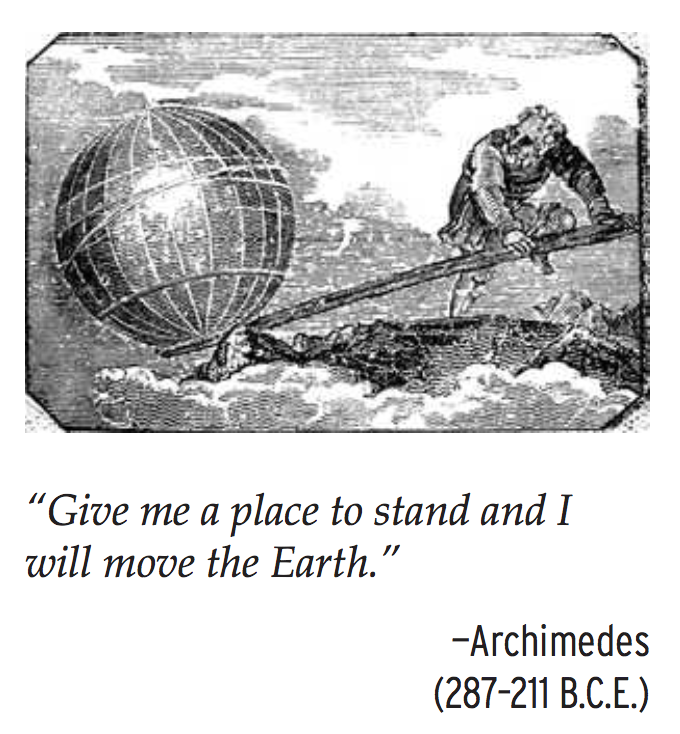 “Give me a place to stand and I
will move the Earth.”
–Archimedes
(287–211 B.C.E.)